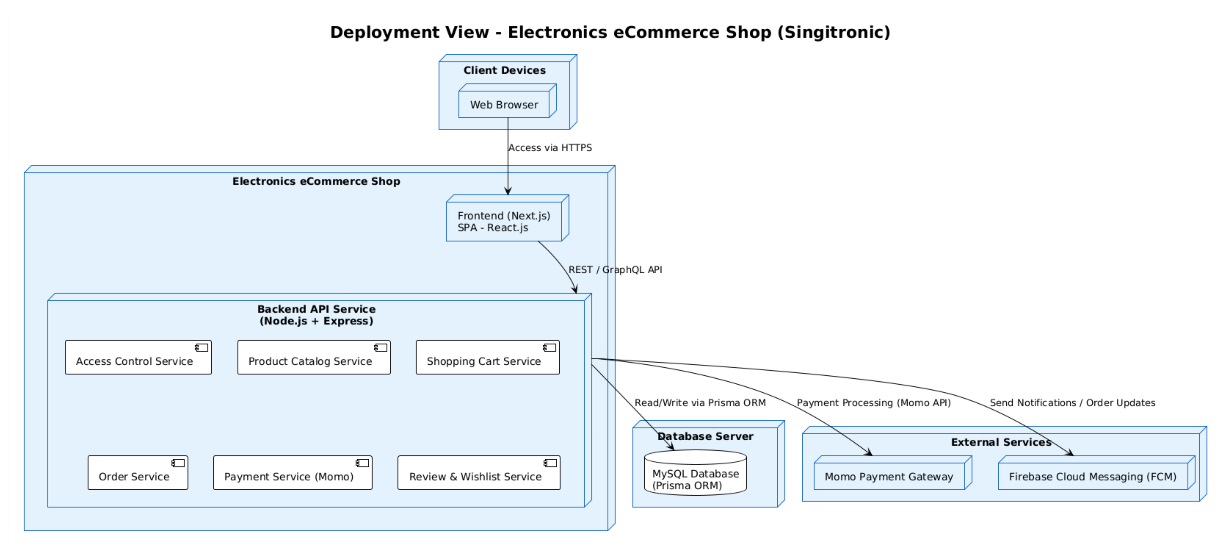 Deployment View - Electronics eCommerce Shop (Singitronic)
Client Devices
Web Browser
Access via HTTPS
Electronics eCommerce Shop
Frontend (Next.js)
SPA - React.js
REST / GraphQL API
Backend API Service
(Node.js + Express)
Access Control Service
Product Catalog Service
Shopping Cart Service
Order Service
Payment Service (Momo)
Review & Wishlist Service
Read/Write via Prisma ORM
Payment Processing (Momo API)
Send Notifications / Order Updates
Database Server
MySQL Database
(Prisma ORM)
External Services
Momo Payment Gateway
Firebase Cloud Messaging (FCM)